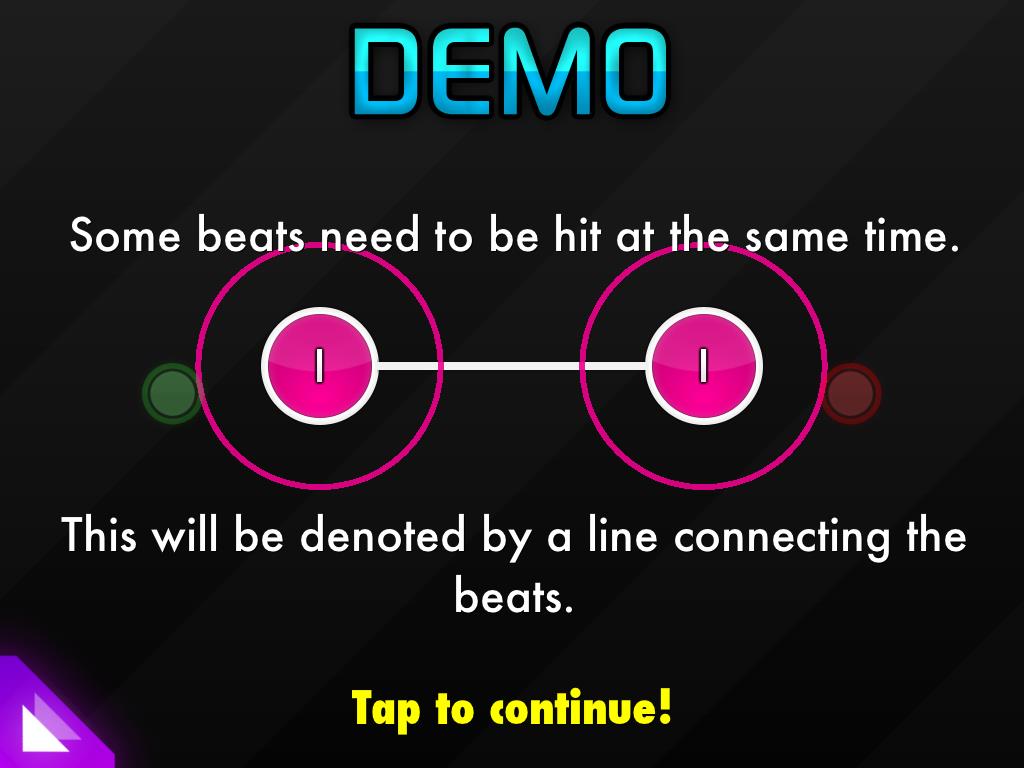 DEMO
Some beats need to be hit at the same time.
I I
This will be denoted by a line connecting the
beats.
Tap to continue!